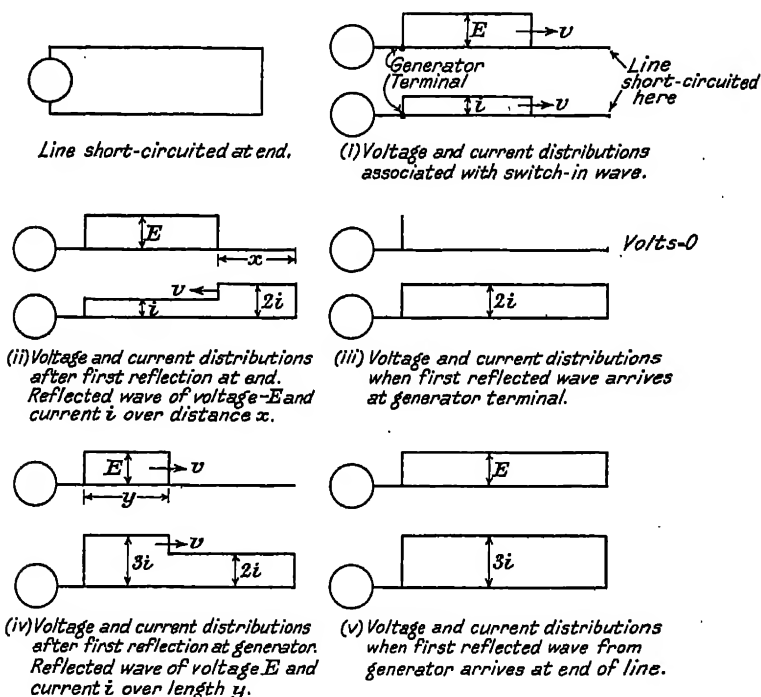 E
v
Generator
Terminal
Line
short-circuited
here
i
v
Line short-circuited at end.
(i) Voltage and current distributions
associated with switch-in wave.
E
x
v
i
2i
Volts=0
2i
(ii) Voltage and current distributions
after first reflection at end.
Reflected wave of voltage-E and
current i over distance x.
(iii) Voltage and current distributions
when first reflected wave arrives
at generator terminal.
E
v
y
v
3i
2i
E
3i
(iv) Voltage and current distributions
after first reflection at generator.
Reflected wave of voltage E and
current i over length y.
(v) Voltage and current distributions
when first reflected wave from
generator arrives at end of line.